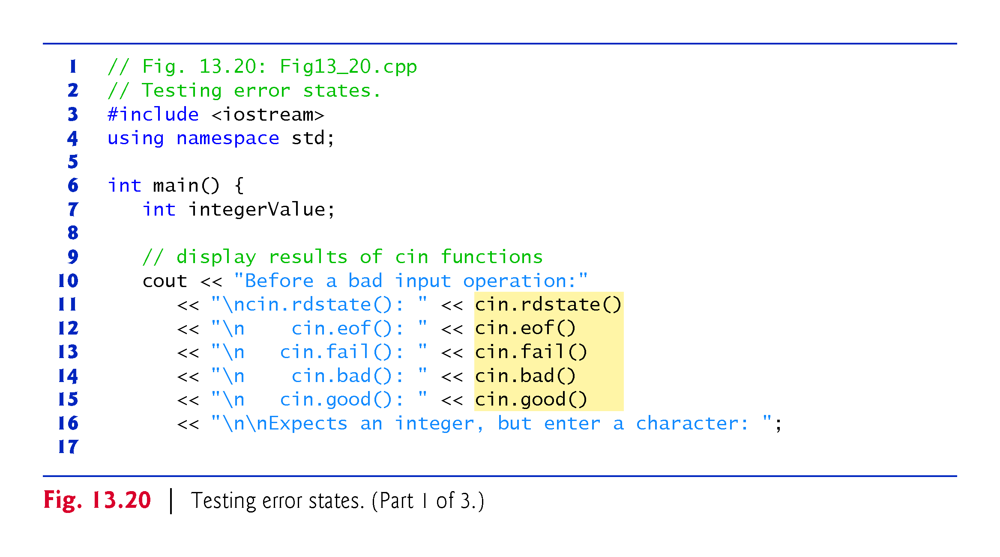 1 // Fig. 13.20: Fig13_20.cpp
2 // Testing error states.
3 #include <iostream>
4 using namespace std;
5
6 int main() {
7    int integerValue;
8
9    // display results of cin functions
10    cout << "Before a bad input operation:"
11       << "\ncin.rdstate(): " << cin.rdstate()
12       << "\n    cin.eof(): " << cin.eof()
13       << "\n   cin.fail(): " << cin.fail()
14       << "\n    cin.bad(): " << cin.bad()
15       << "\n   cin.good(): " << cin.good()
16       << "\n\nExpects an integer, but enter a character: ";
17
Fig. 13.20 | Testing error states. (Part 1 of 3.)